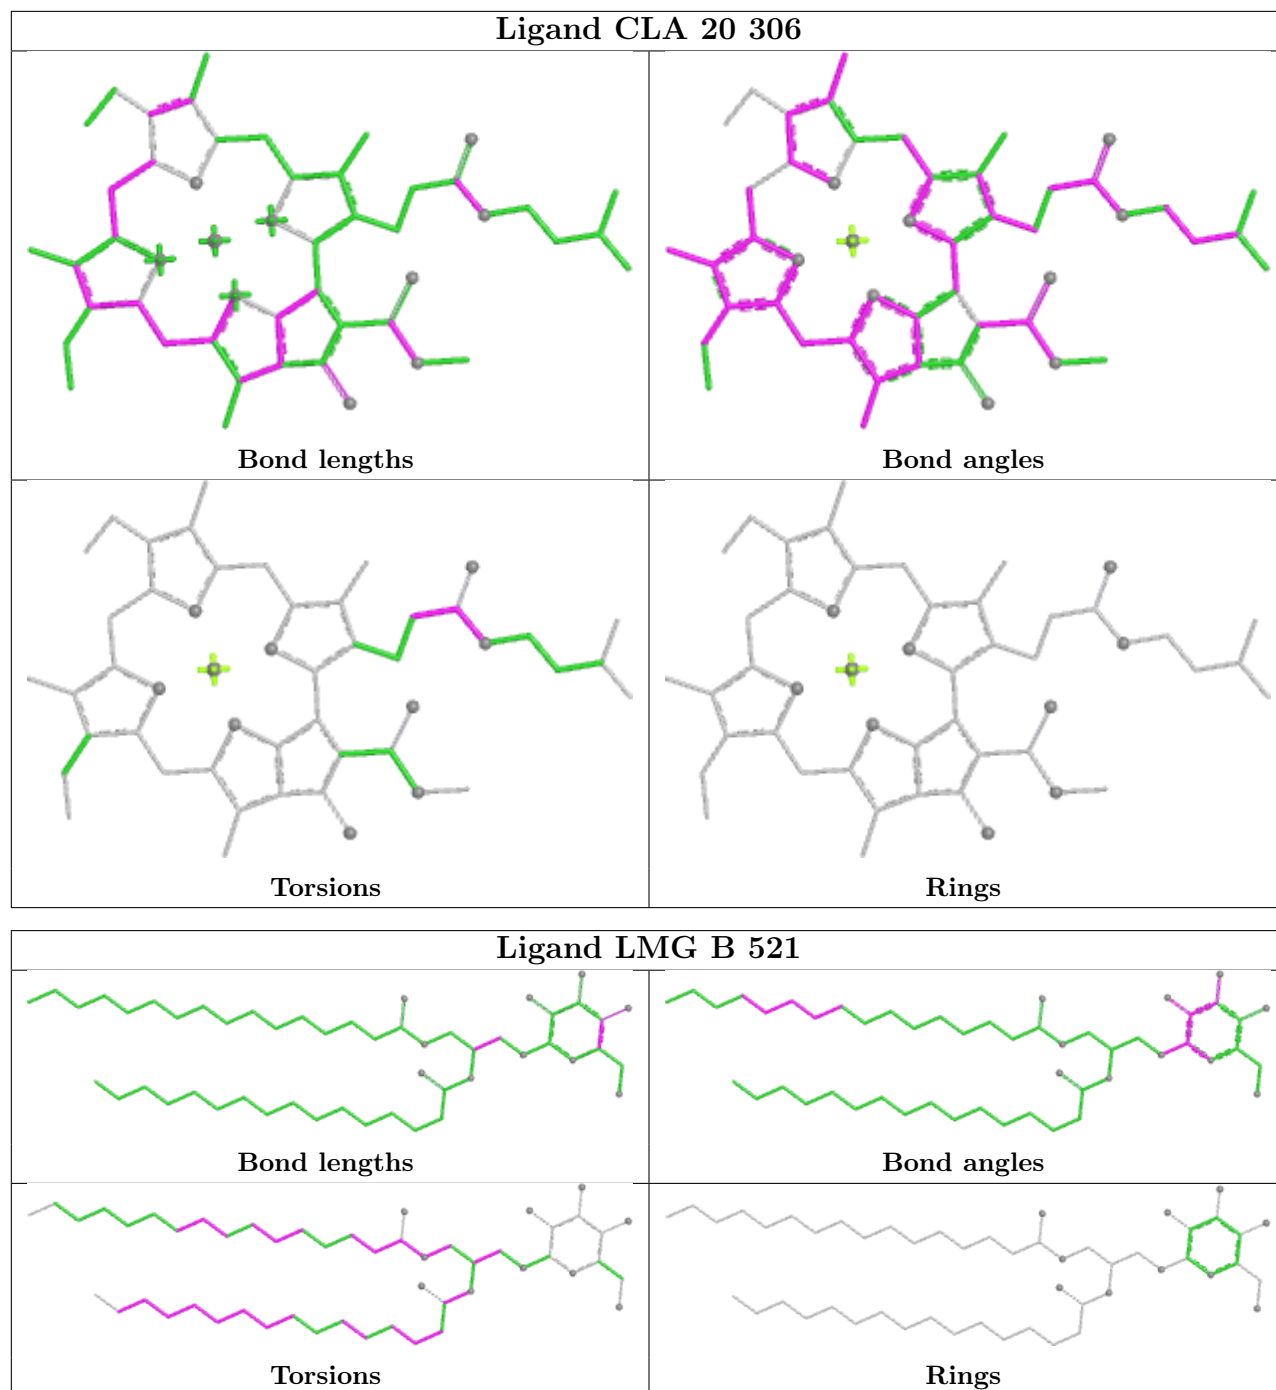 Ligand CLA 20 306
Bond lengths
Bond angles
Torsions
Rings
Ligand LMG B 521
Bond lengths
Bond angles
Torsions
Rings